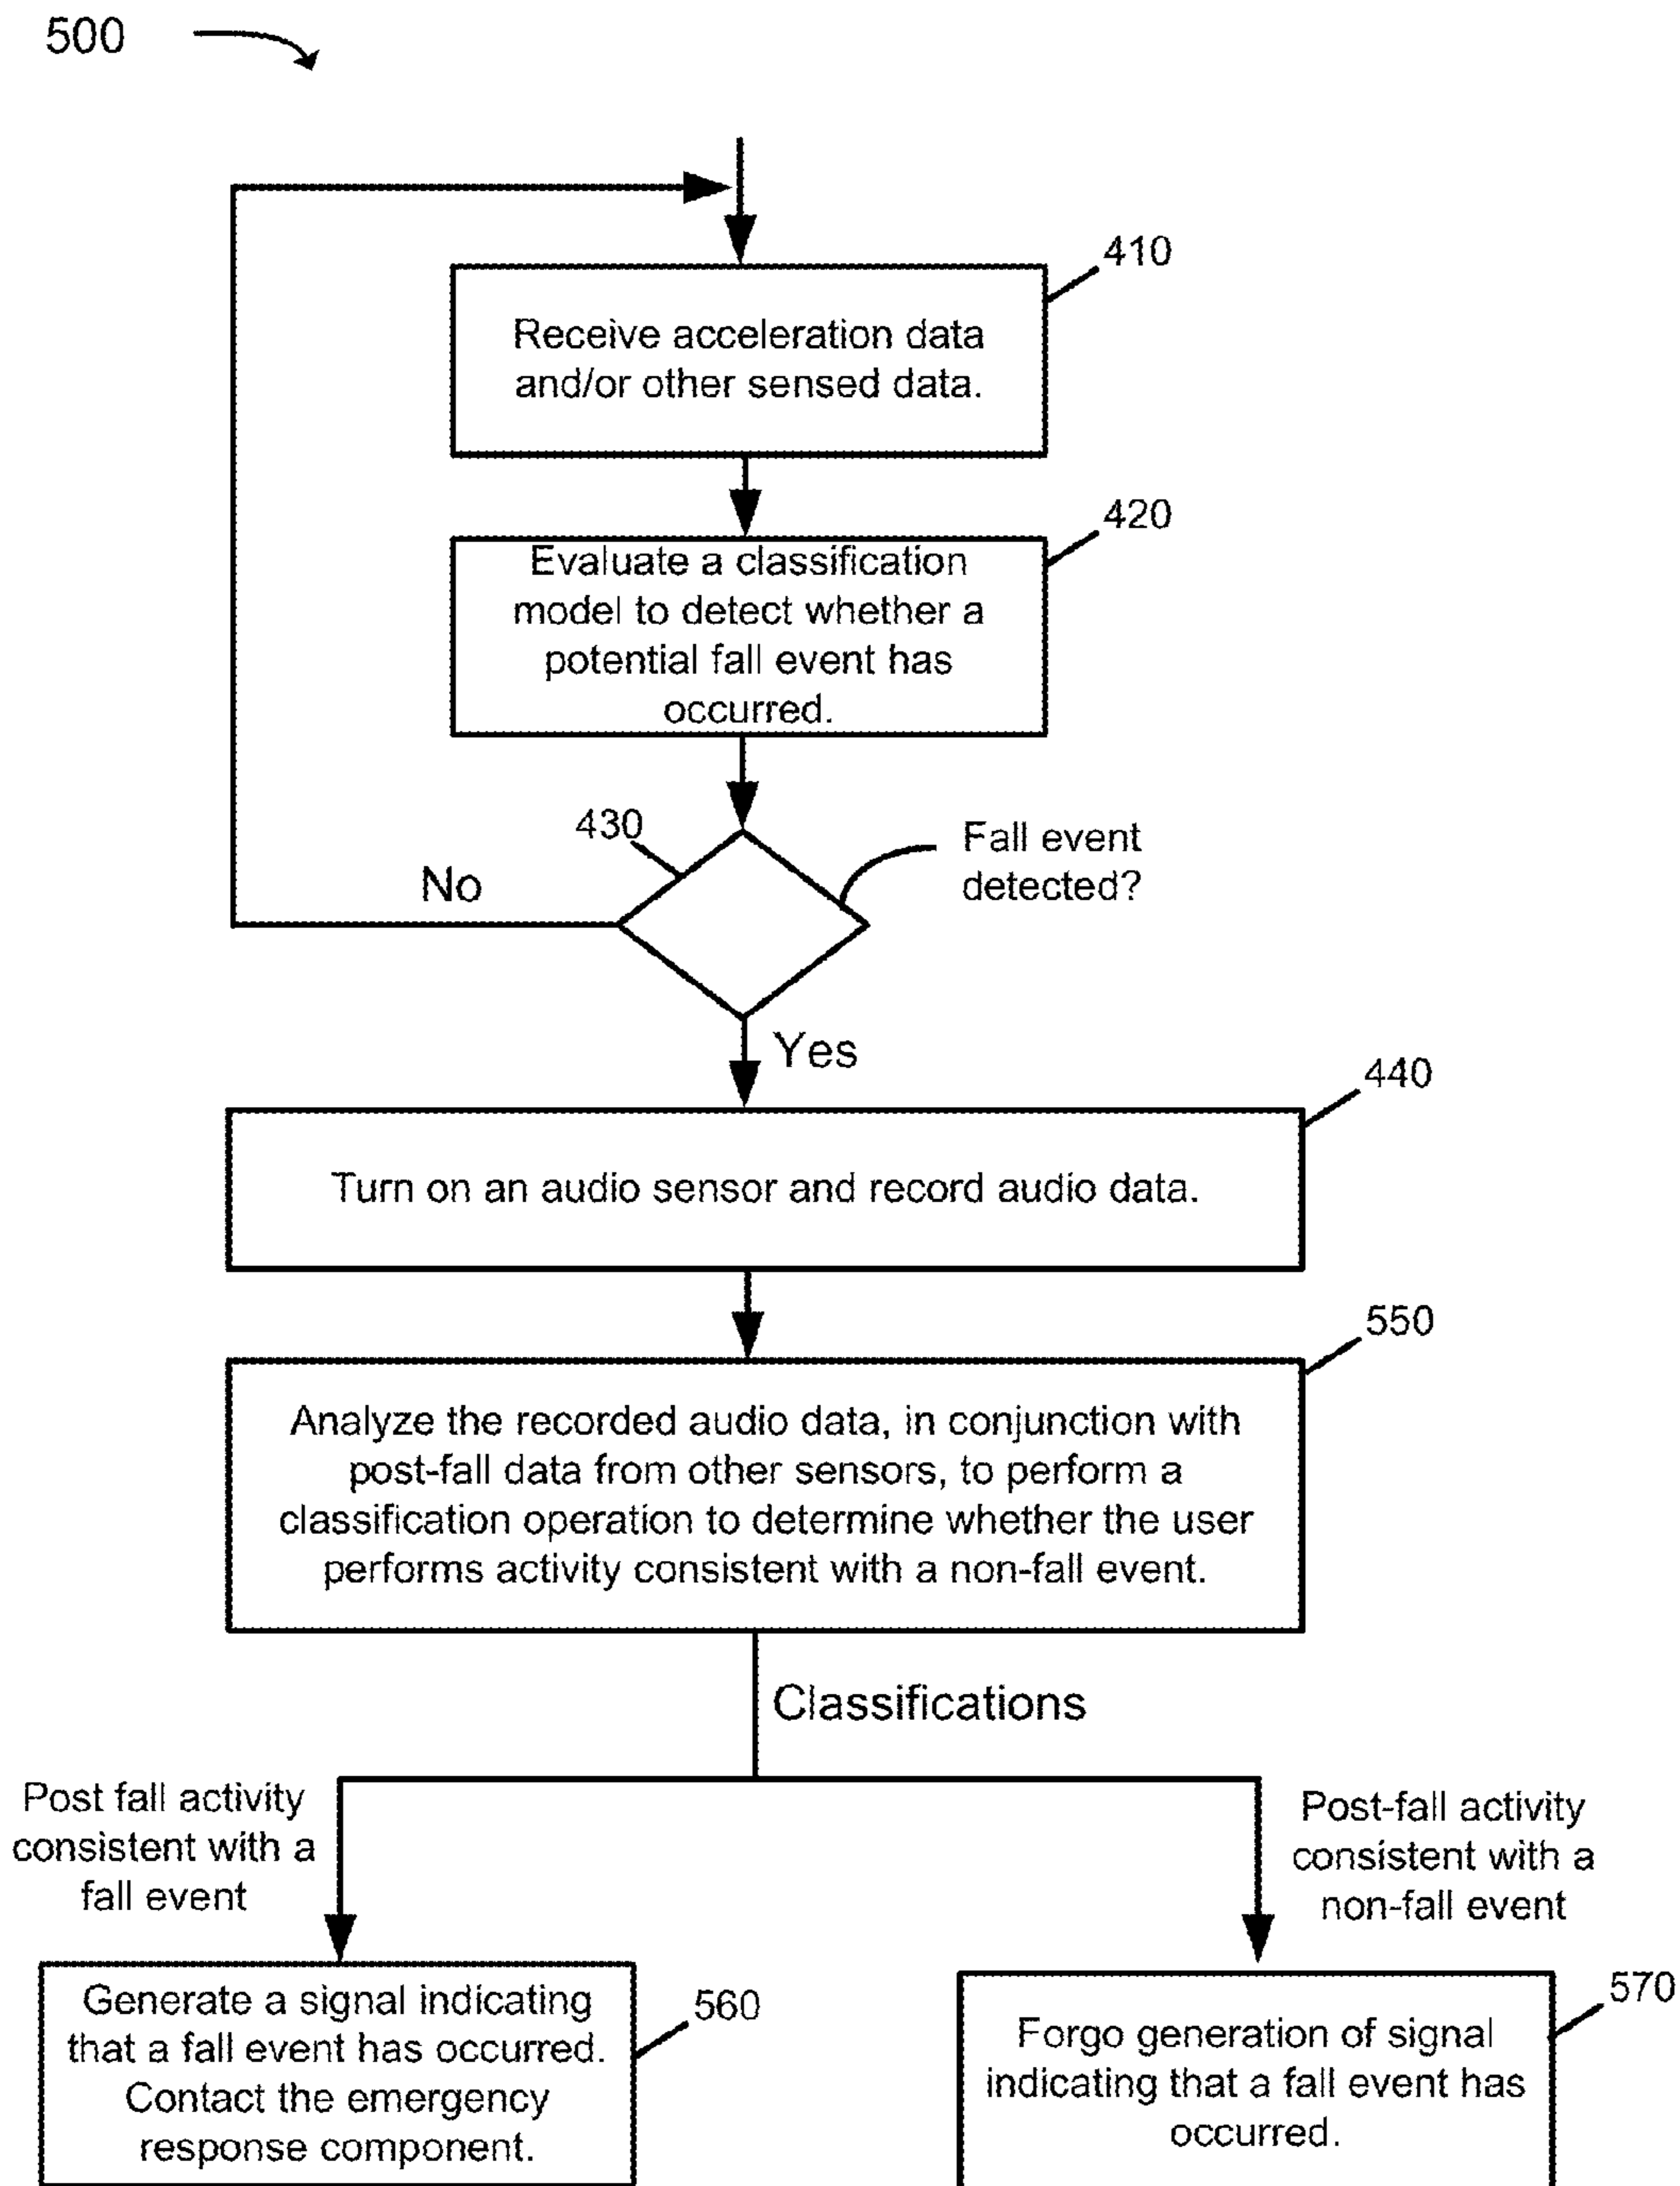 500
410
Receive acceleration data
and/or other sensed data.
420
Evaluate a classification
model to detect whether a
potential fall event has
occurred.
430
Fall event
detected?
No
Yes
440
Turn on an audio sensor and record audio data.
550
Analyze the recorded audio data, in conjunction with
post-fall data from other sensors, to perform a
classification operation to determine whether the user
performs activity consistent with a non-fall event.
Classifications
Post fall activity
consistent with a
fall event
Post-fall activity
consistent with a
non-fall event
560
Generate a signal indicating
that a fall event has occurred.
Contact the emergency
response component.
570
Forgo generation of signal
indicating that a fall event has
occurred.